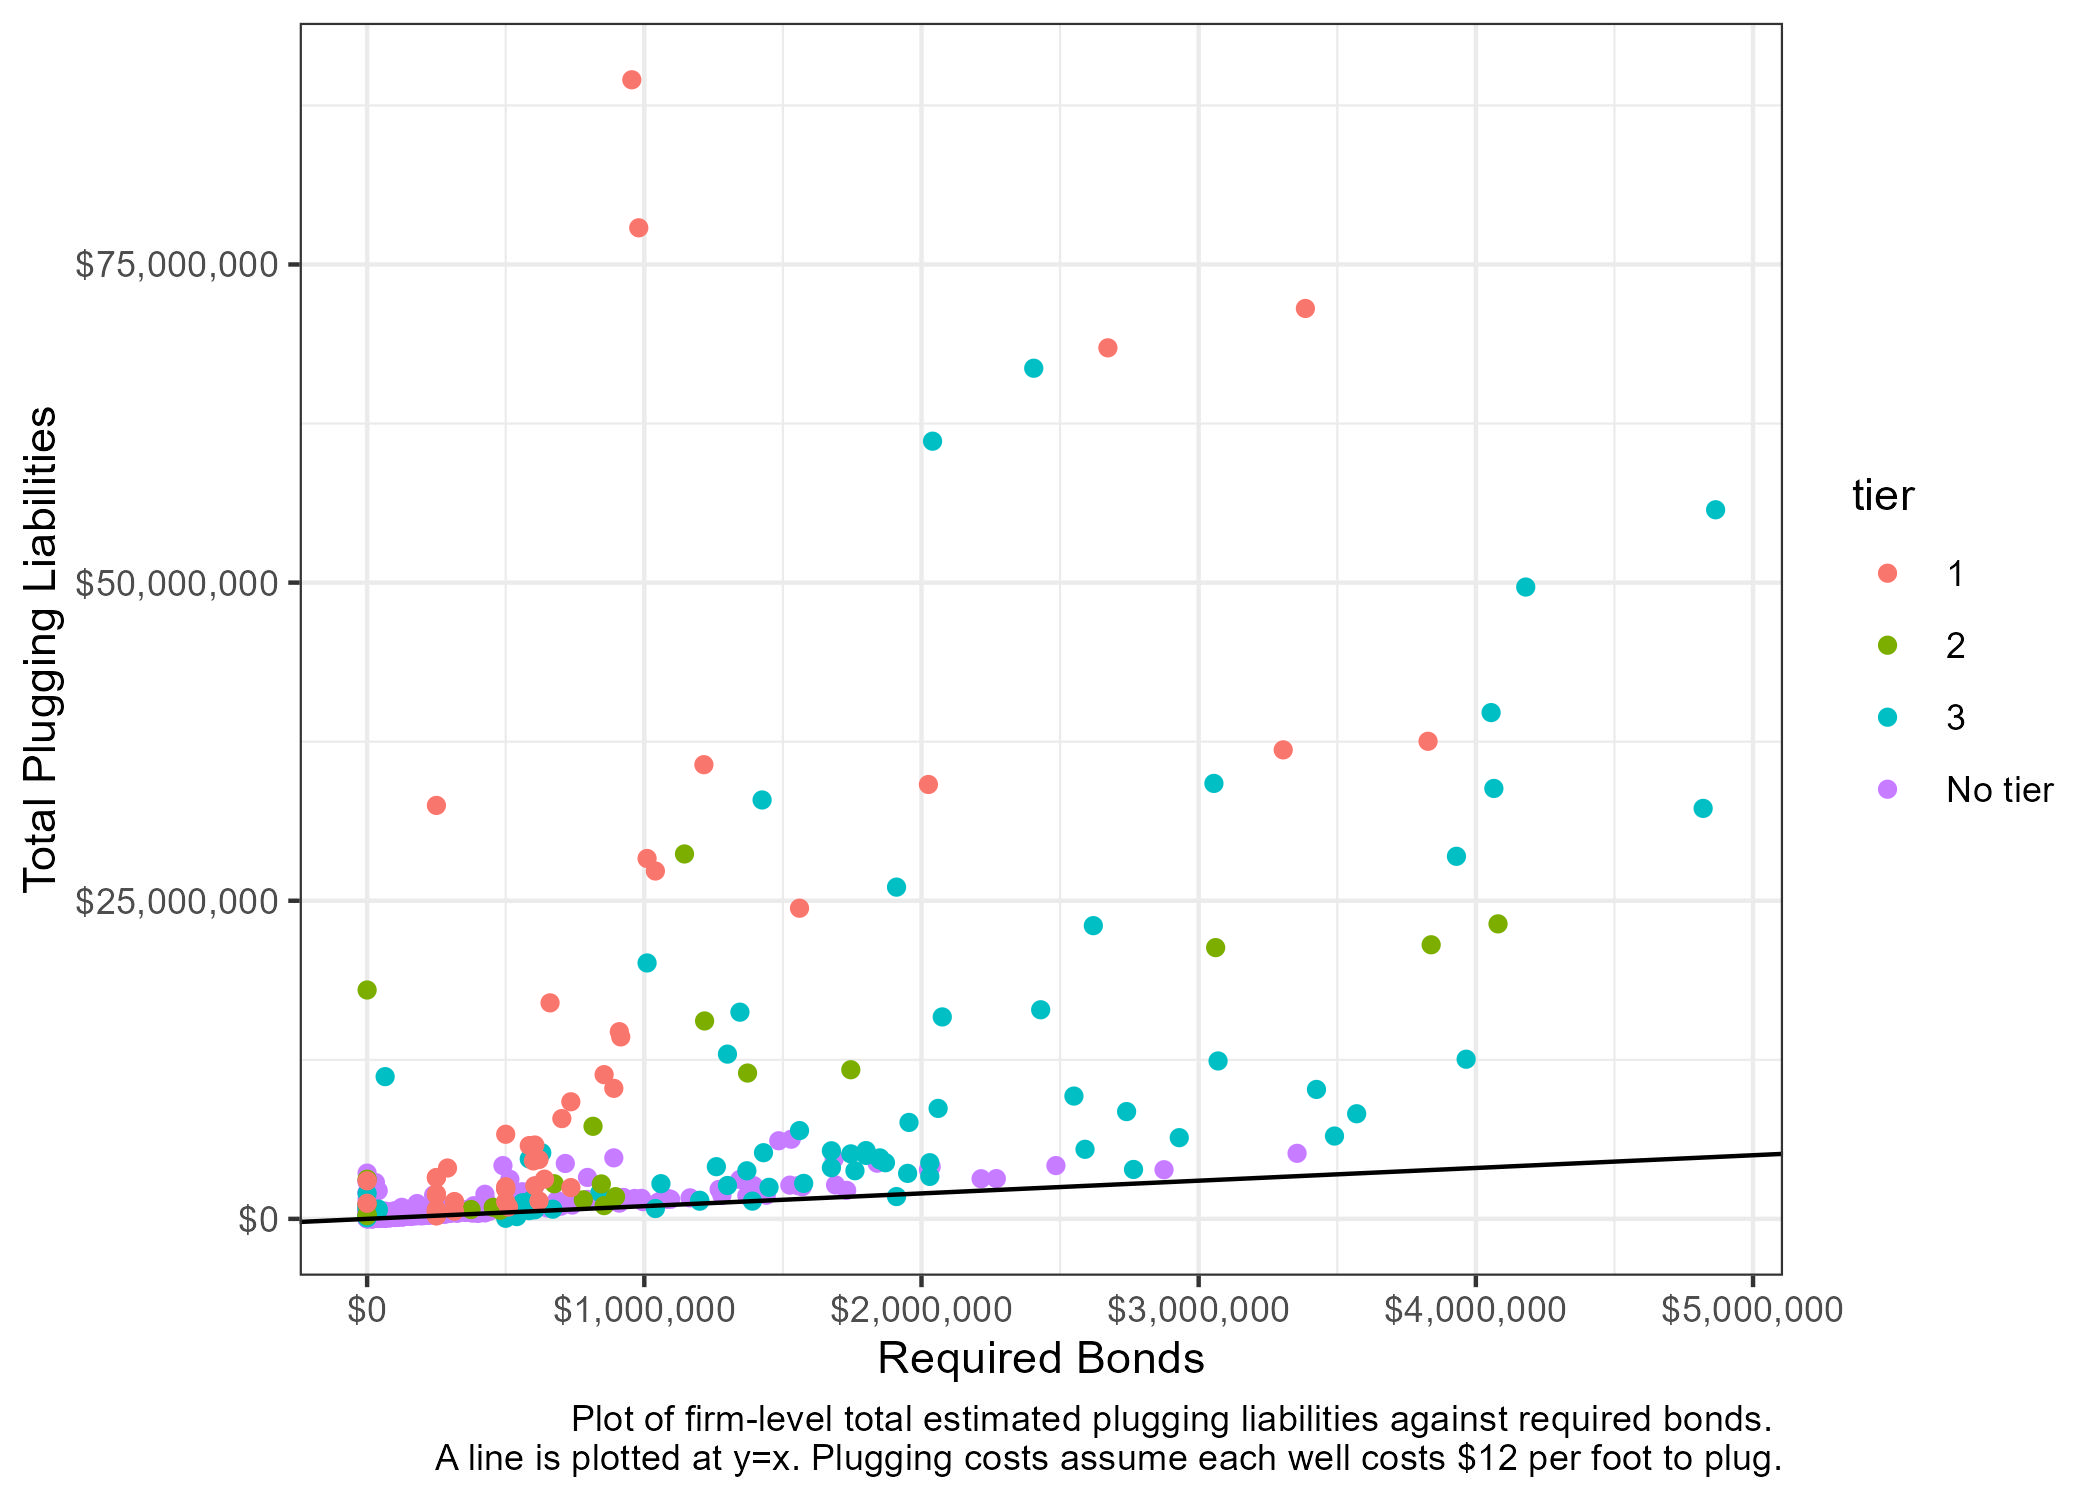 Total Plugging Liabilities
$75,000,000
$50,000,000
$25,000,000
$0
$0
$1,000,000
$2,000,000
$3,000,000
$4,000,000
$5,000,000
Required Bonds
tier
1
2
3
No tier
Plot of firm-level total estimated plugging liabilities against required bonds.
A line is plotted at y=x. Plugging costs assume each well costs $12 per foot to plug.